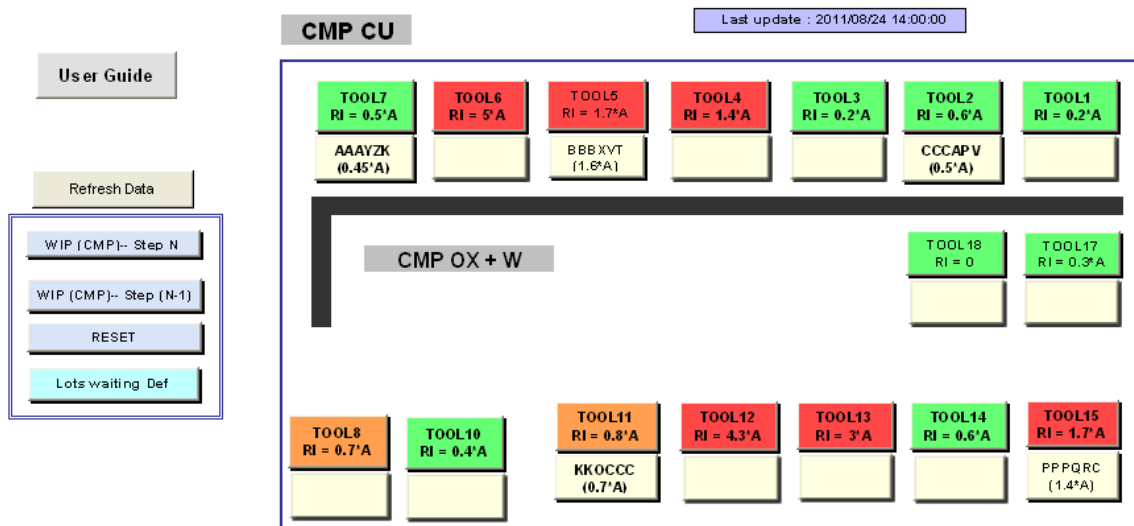 Last update : 2011/08/24 14:00:00
CMP CU
User Guide
TOOL7
RI = 0.5*A
TOOL6
RI = 5*A
TOOL5
RI = 1.7*A
TOOL4
RI = 1.4*A
TOOL3
RI = 0.2*A
TOOL2
RI = 0.6*A
TOOL1
RI = 0.2*A
AAAYZK
(0.45*A)
BBBXVT
(1.6*A)
CCCAPV
(0.5*A)
Refresh Data
WIP (CMP)-- Step N
WIP (CMP)-- Step (N-1)
RESET
Lots waiting Def
CMP OX + W
TOOL18
RI = 0
TOOL17
RI = 0.3*A
TOOL8
RI = 0.7*A
TOOL10
RI = 0.4*A
TOOL11
RI = 0.8*A
TOOL12
RI = 4.3*A
TOOL13
RI = 3*A
TOOL14
RI = 0.6*A
TOOL15
RI = 1.7*A
KKOCCC
(0.7*A)
PPPQRC
(1.4*A)